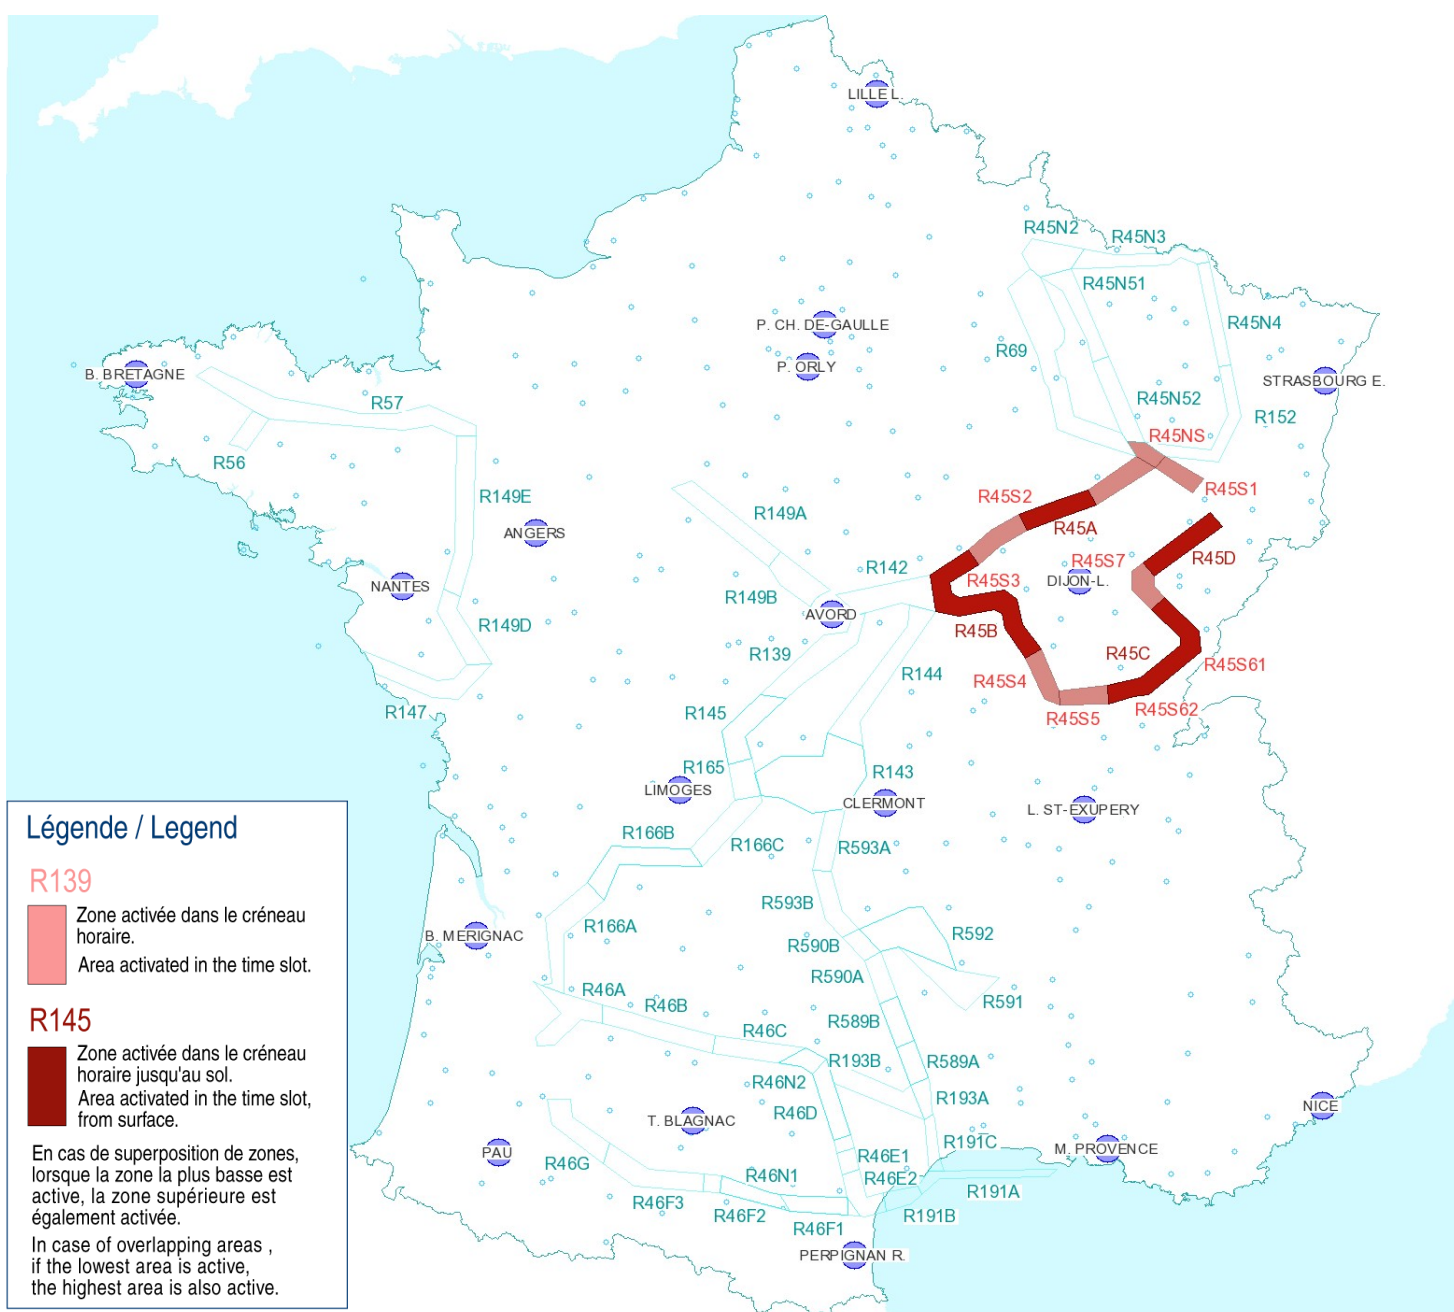 LILLE L.
R45N2
R45N3
R45N51
P. CH. DE-GAULLE
R45N4
R69
P. ORLY
B. BRETAGNE
STRASBOURG E.
R57
R45N52
R152
R45NS
R56
R45S1
R149E
R45S2
R149A
R45A
ANGERS
R45S7
R45D
R142
R45S3
DIJON-L.
NANTES
R149B
AVORD
R149D
R45B
R139
R45C
R45S61
R144
R45S4
R147
R145
R45S5
R45S62
R165
R143
LIMOGES
CLERMONT
L. ST-EXUPERY
R166B
R166C
R593A
R593B
R166A
B. MERIGNAC
R592
R590B
R590A
R46A
R46B
R591
R589B
R46C
R193B
R589A
R46N2
R193A
R46D
T. BLAGNAC
NICE
R191C
PAU
M. PROVENCE
R46G
R46E1
R46N1
R46E2
R191A
R46F3
R46F2
R46F1
R191B
PERPIGNAN R.
Légende / Legend
R139
Zone activée dans le créneau
horaire.
Area activated in the time slot.
R145
Zone activée dans le créneau
horaire jusqu'au sol.
Area activated in the time slot,
from surface.
En cas de superposition de zones,
lorsque la zone la plus basse est
active, la zone supérieure est
également activée.
In case of overlapping areas ,
if the lowest area is active,
the highest area is also active.